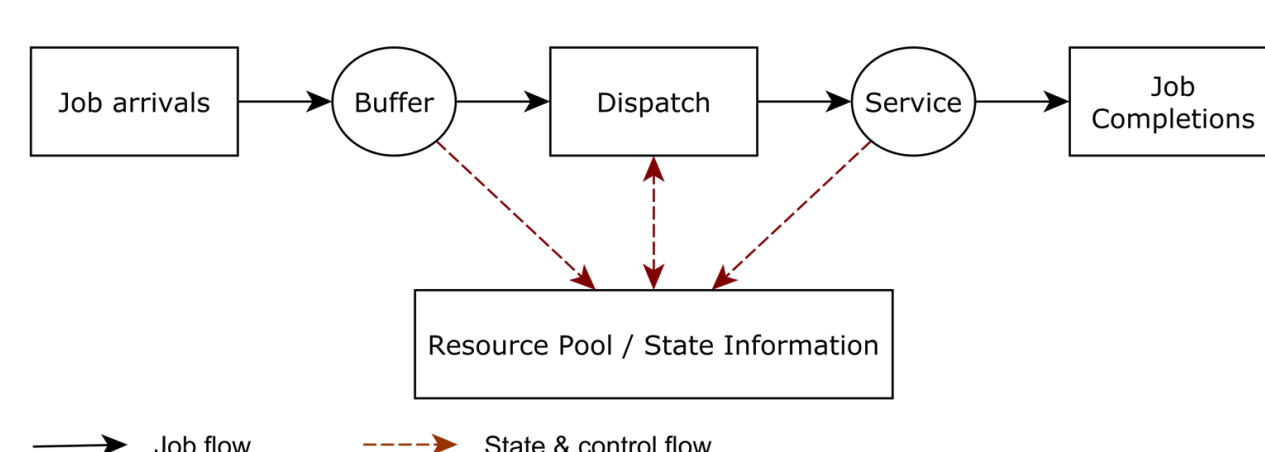 Job arrivals
Buffer
Dispatch
Service
Job
Completions
Resource Pool / State Information
Job flow
State & control flow